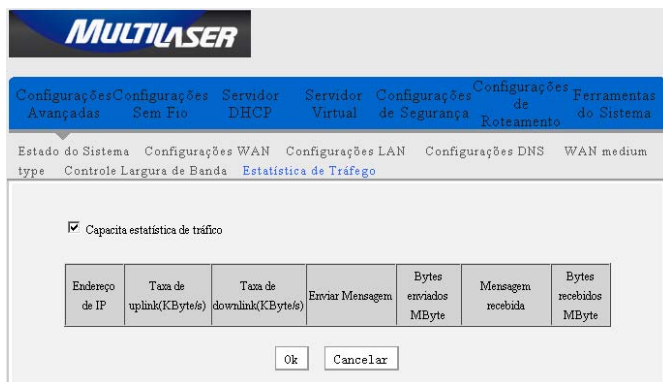 MULTILASER
Configurações Avançadas
Configurações Sem Fio
Servidor DHCP
Servidor Virtual
Configurações de Segurança
Configurações de Roteamento
Ferramentas do Sistema
Estado do Sistema Configurações WAN Configurações LAN Configurações DNS WAN medium
type Controle Largura de Banda Estatística de Tráfego
Capacita estatística de tráfico
Endereço de IP
Taxa de uplink(KByte/s)
Taxa de downlink(KByte/s)
Enviar Mensagem
Bytes enviados MByte
Mensagem recebida
Bytes recebidos MByte
Ok
Cancelar